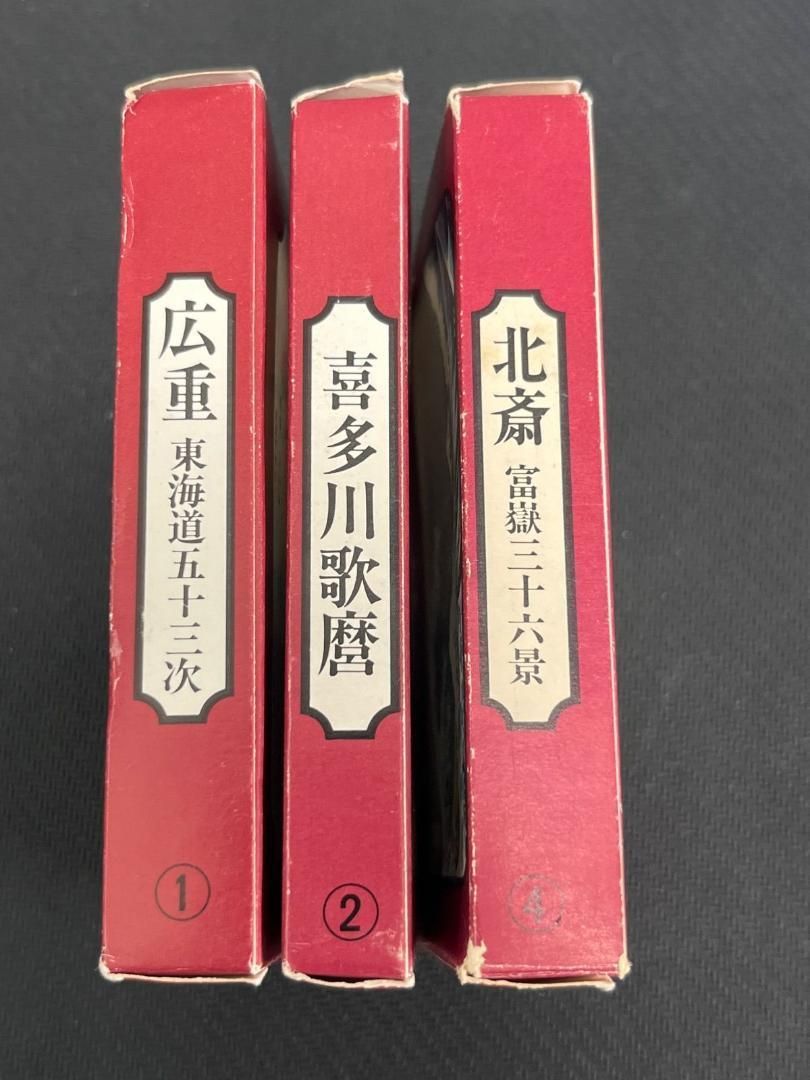 広重 東海道五十三次
①
喜多川歌麿
②
北斎 富嶽三十六景
④